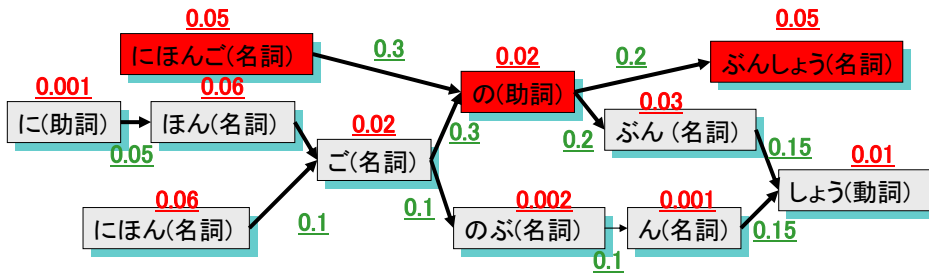 0.05
にほんご(名詞)
0.3
0.02
の(助詞)
0.2
0.05
ぶんしょう(名詞)
0.001
に(助詞)
0.05
0.06
ほん(名詞)
0.02
ご(名詞)
0.3
0.2
0.03
ぶん (名詞)
0.15
0.01
しょう(動詞)
0.06
にほん(名詞)
0.1
0.1
0.002
のぶ(名詞)
0.1
0.001
ん(名詞)
0.15